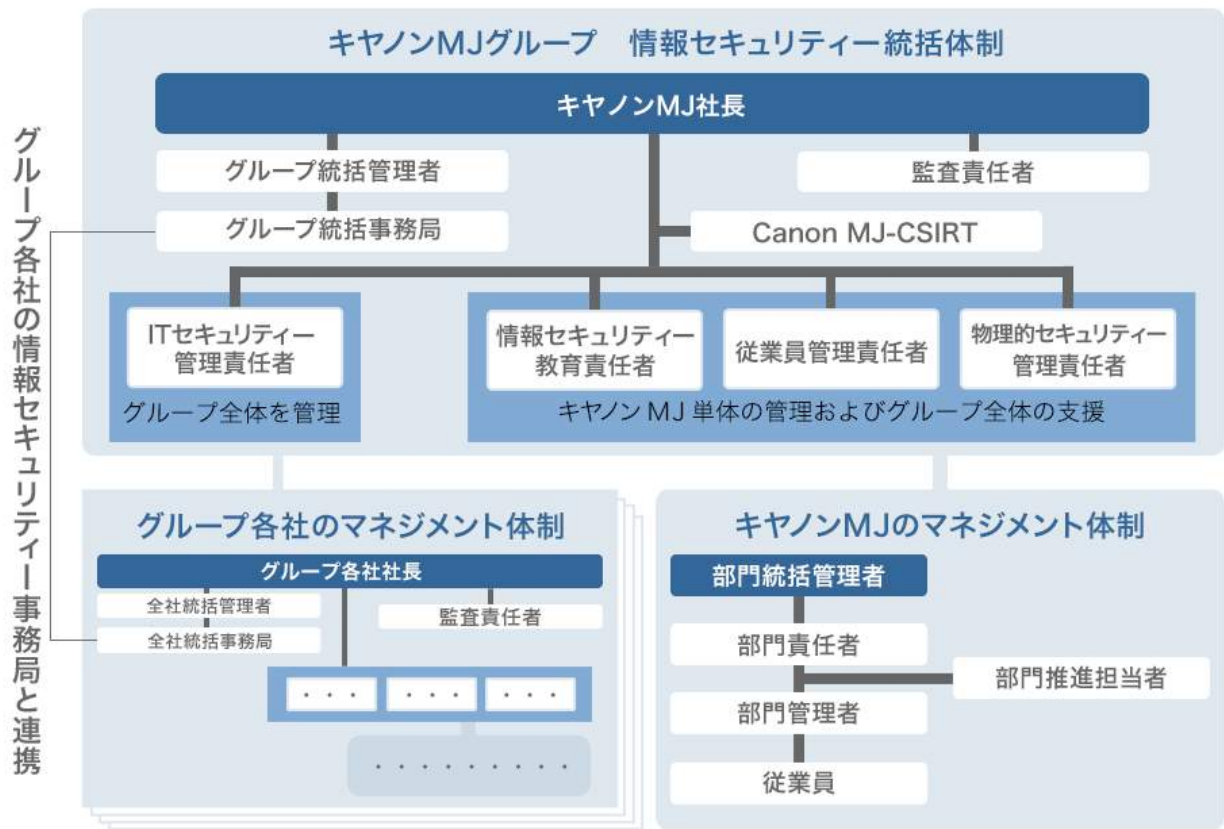 キヤノンMJグループ 情報セキュリティー統括体制
キヤノンMJ社長
グループ統括管理者
監査責任者
グループ統括事務局
Canon MJ-CSIRT
ITセキュリティー
管理責任者
グループ全体を管理
情報セキュリティー
教育責任者
従業員管理責任者
物理的セキュリティー
管理責任者
キヤノンMJ単体の管理およびグループ全体の支援
グループ各社の情報セキュリティー事務局と連携
グループ各社のマネジメント体制
グループ各社社長
全社統括管理者
監査責任者
全社統括事務局
・・・
・・・
・・・
・・・・・・・・・
キヤノンMJのマネジメント体制
部門統括管理者
部門責任者
部門推進担当者
部門管理者
従業員